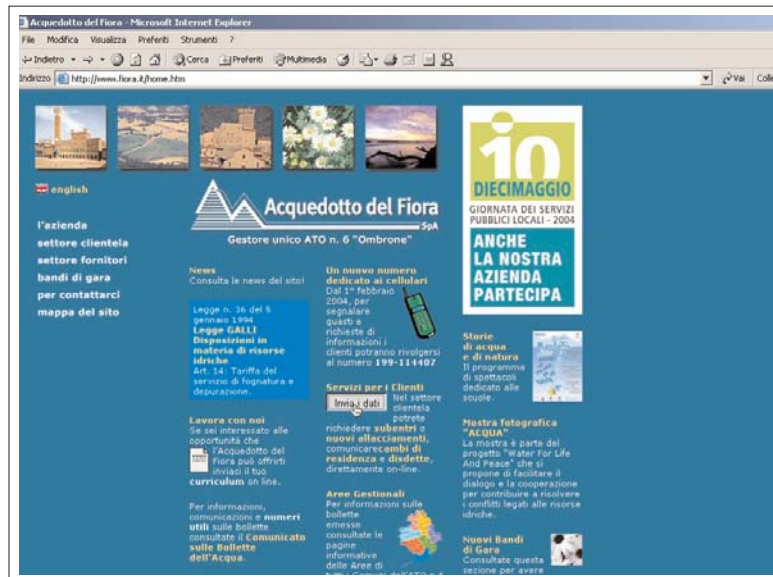 Acquedotto del Fiora - Microsoft Internet Explorer
File Modifica Visualizza Preferiti Strumenti ?
Indietro Cerca Preferiti Multimedia
Indirizzo http://www.fiora.it/home.htm Vai Colle
english
l'azienda
settore clientela
settore fornitori
bandi di gara
per contattarci
mappa del sito
Acquedotto del Fiora
SpA
Gestore unico ATO n. 6 "Ombrone"
News
Consulta le news del sito!
Legge n. 36 del 5
gennaio 1994
Legge GALLI
Disposizioni in
materia di risorse
idriche
Art. 14: Tariffa del
servizio di fognatura e
depurazione.
Lavora con noi
Se sei interessato alle
opportunità che
l'Acquedotto del
Fiora può offrirti
inviaci il tuo
curriculum on line.
Per informazioni,
comunicazioni e numeri
utili sulle bollette
consultate il Comunicato
sulle Bollette
dell'Acqua.
Un nuovo numero
dedicato ai cellulari
Dal 1° febbraio
2004, per
segnalare
guasti e
richieste di
informazioni i
clienti potranno rivolgersi
al numero 199-114407
Servizi per i Clienti
Invia i dati Nel settore
clientela
potrete
richiedere subentri o
nuovi allacciamenti,
comunicarecambi di
residenza e disdette,
direttamente on-line.
Aree Gestionali
Per informazioni sulle
bollette
emesse
consultate le
pagine
informative
delle Aree di
tutti i Comuni dell'ATO n.6
10
DIECIMAGGIO
GIORNATA DEI SERVIZI
PUBBLICI LOCALI - 2004
ANCHE
LA NOSTRA
AZIENDA
PARTECIPA
Storie
di acqua
e di natura
Il programma
di spettacoli
dedicato alle
scuole.
Mostra fotografica
"ACQUA"
La mostra è parte del
progetto "Water For Life
And Peace" che si
propone di facilitare il
dialogo e la cooperazione
per contribuire a risolvere
i conflitti legati alle risorse
idriche.
Nuovi Bandi
di Gara
Consultate questa
sezione per avere